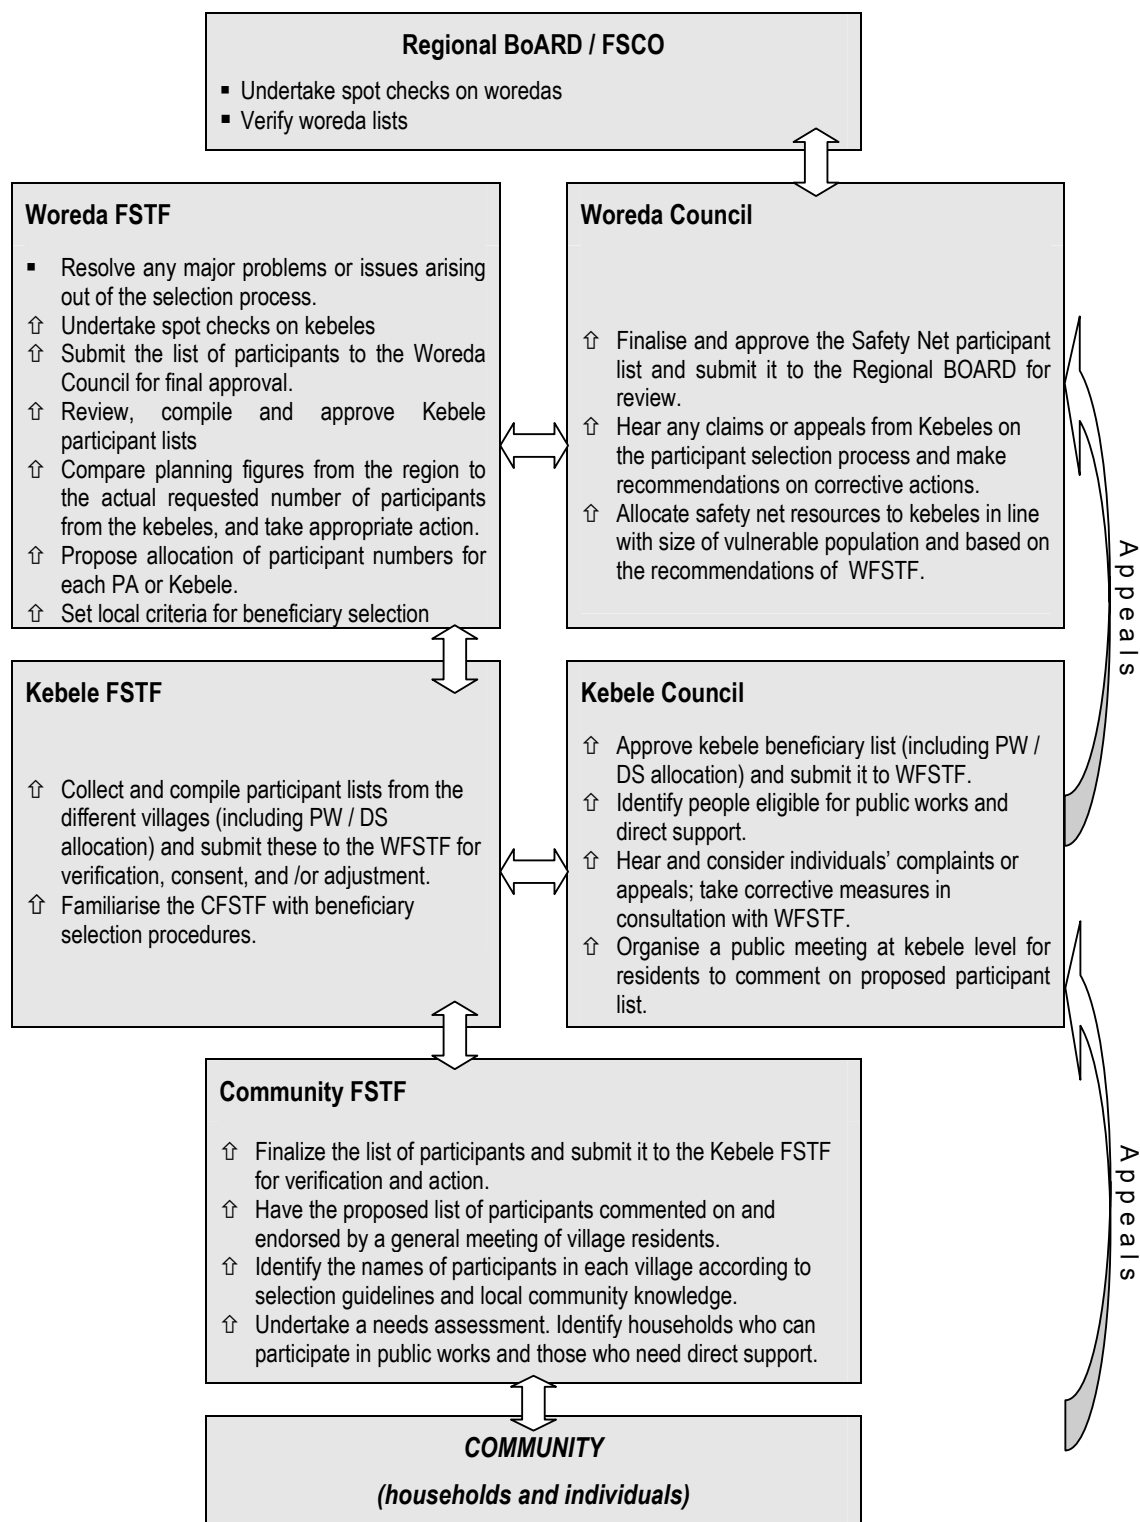 Regional BoARD / FSCO
▪ Undertake spot checks on woredas
▪ Verify woreda lists
Woreda FSTF
▪ Resolve any major problems or issues arising
out of the selection process.
⇧ Undertake spot checks on kebeles
⇧ Submit the list of participants to the Woreda
Council for final approval.
⇧ Review, compile and approve Kebele
participant lists
⇧ Compare planning figures from the region to
the actual requested number of participants
from the kebeles, and take appropriate action.
⇧ Propose allocation of participant numbers for
each PA or Kebele.
⇧ Set local criteria for beneficiary selection
Woreda Council
⇧ Finalise and approve the Safety Net participant
list and submit it to the Regional BOARD for
review.
⇧ Hear any claims or appeals from Kebeles on
the participant selection process and make
recommendations on corrective actions.
⇧ Allocate safety net resources to kebeles in line
with size of vulnerable population and based on
the recommendations of WFSTF.
Appeals
Kebele FSTF
⇧ Collect and compile participant lists from the
different villages (including PW / DS
allocation) and submit these to the WFSTF for
verification, consent, and /or adjustment.
⇧ Familiarise the CFSTF with beneficiary
selection procedures.
Kebele Council
⇧ Approve kebele beneficiary list (including PW /
DS allocation) and submit it to WFSTF.
⇧ Identify people eligible for public works and
direct support.
⇧ Hear and consider individuals’ complaints or
appeals; take corrective measures in
consultation with WFSTF.
⇧ Organise a public meeting at kebele level for
residents to comment on proposed participant
list.
Appeals
Community FSTF
⇧ Finalize the list of participants and submit it to the Kebele FSTF
for verification and action.
⇧ Have the proposed list of participants commented on and
endorsed by a general meeting of village residents.
⇧ Identify the names of participants in each village according to
selection guidelines and local community knowledge.
⇧ Undertake a needs assessment. Identify households who can
participate in public works and those who need direct support.
COMMUNITY
(households and individuals)